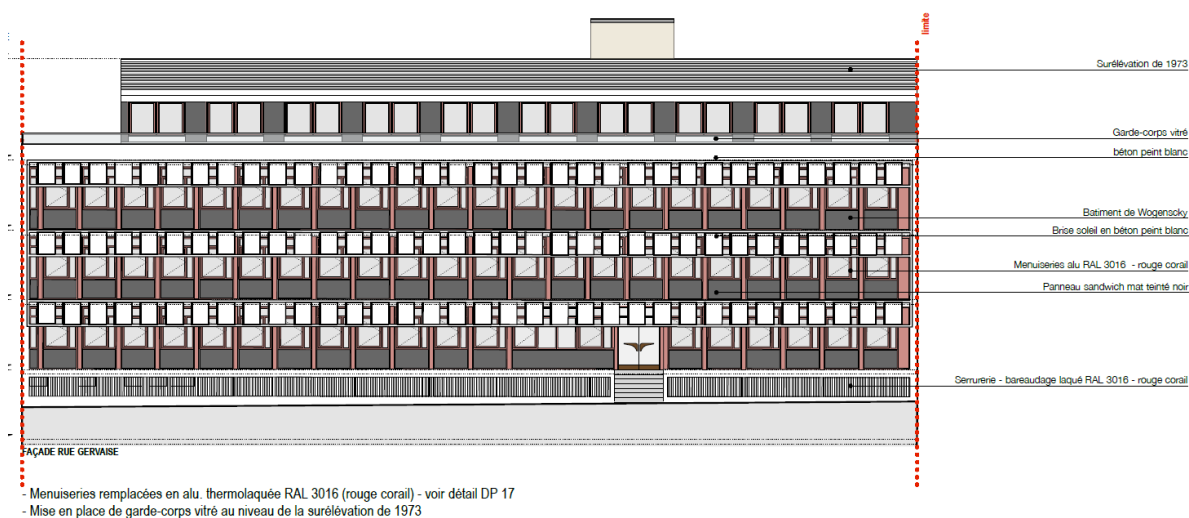 limite
Surélévation de 1973
Garde-corps vitré
béton peint blanc
Batiment de Wogenscky
Brise soleil en béton peint blanc
Menuiseries alu RAL 3016 - rouge corail
Panneau sandwich mat teinté noir
Serrurerie - bareaudage laqué RAL 3016 - rouge corail
FAÇADE RUE GERVAISE
- Menuiseries remplacées en alu. thermolaquée RAL 3016 (rouge corail) - voir détail DP 17
- Mise en place de garde-corps vitré au niveau de la surélévation de 1973